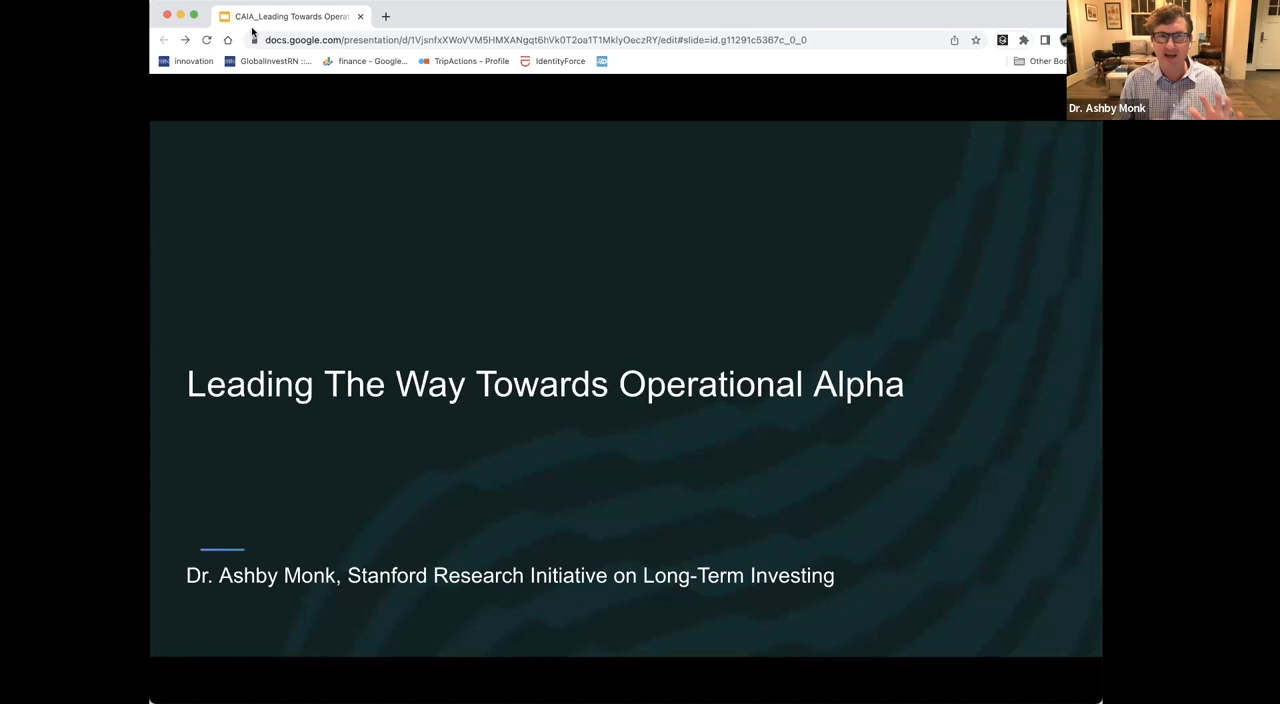 CAIA_Leading Towards Operat
docs.google.com/presentation/d/1VjsnfxXWoVVM5HMXANgqt6hVk0T2oa1T1MklyOeczRY/edit#slide=id.g11291c5367c_0_0
innovation GlobalInvestRN ::... finance - Google... TripActions - Profile IdentityForce Other Boo
Dr. Ashby Monk
Leading The Way Towards Operational Alpha
Dr. Ashby Monk, Stanford Research Initiative on Long-Term Investing